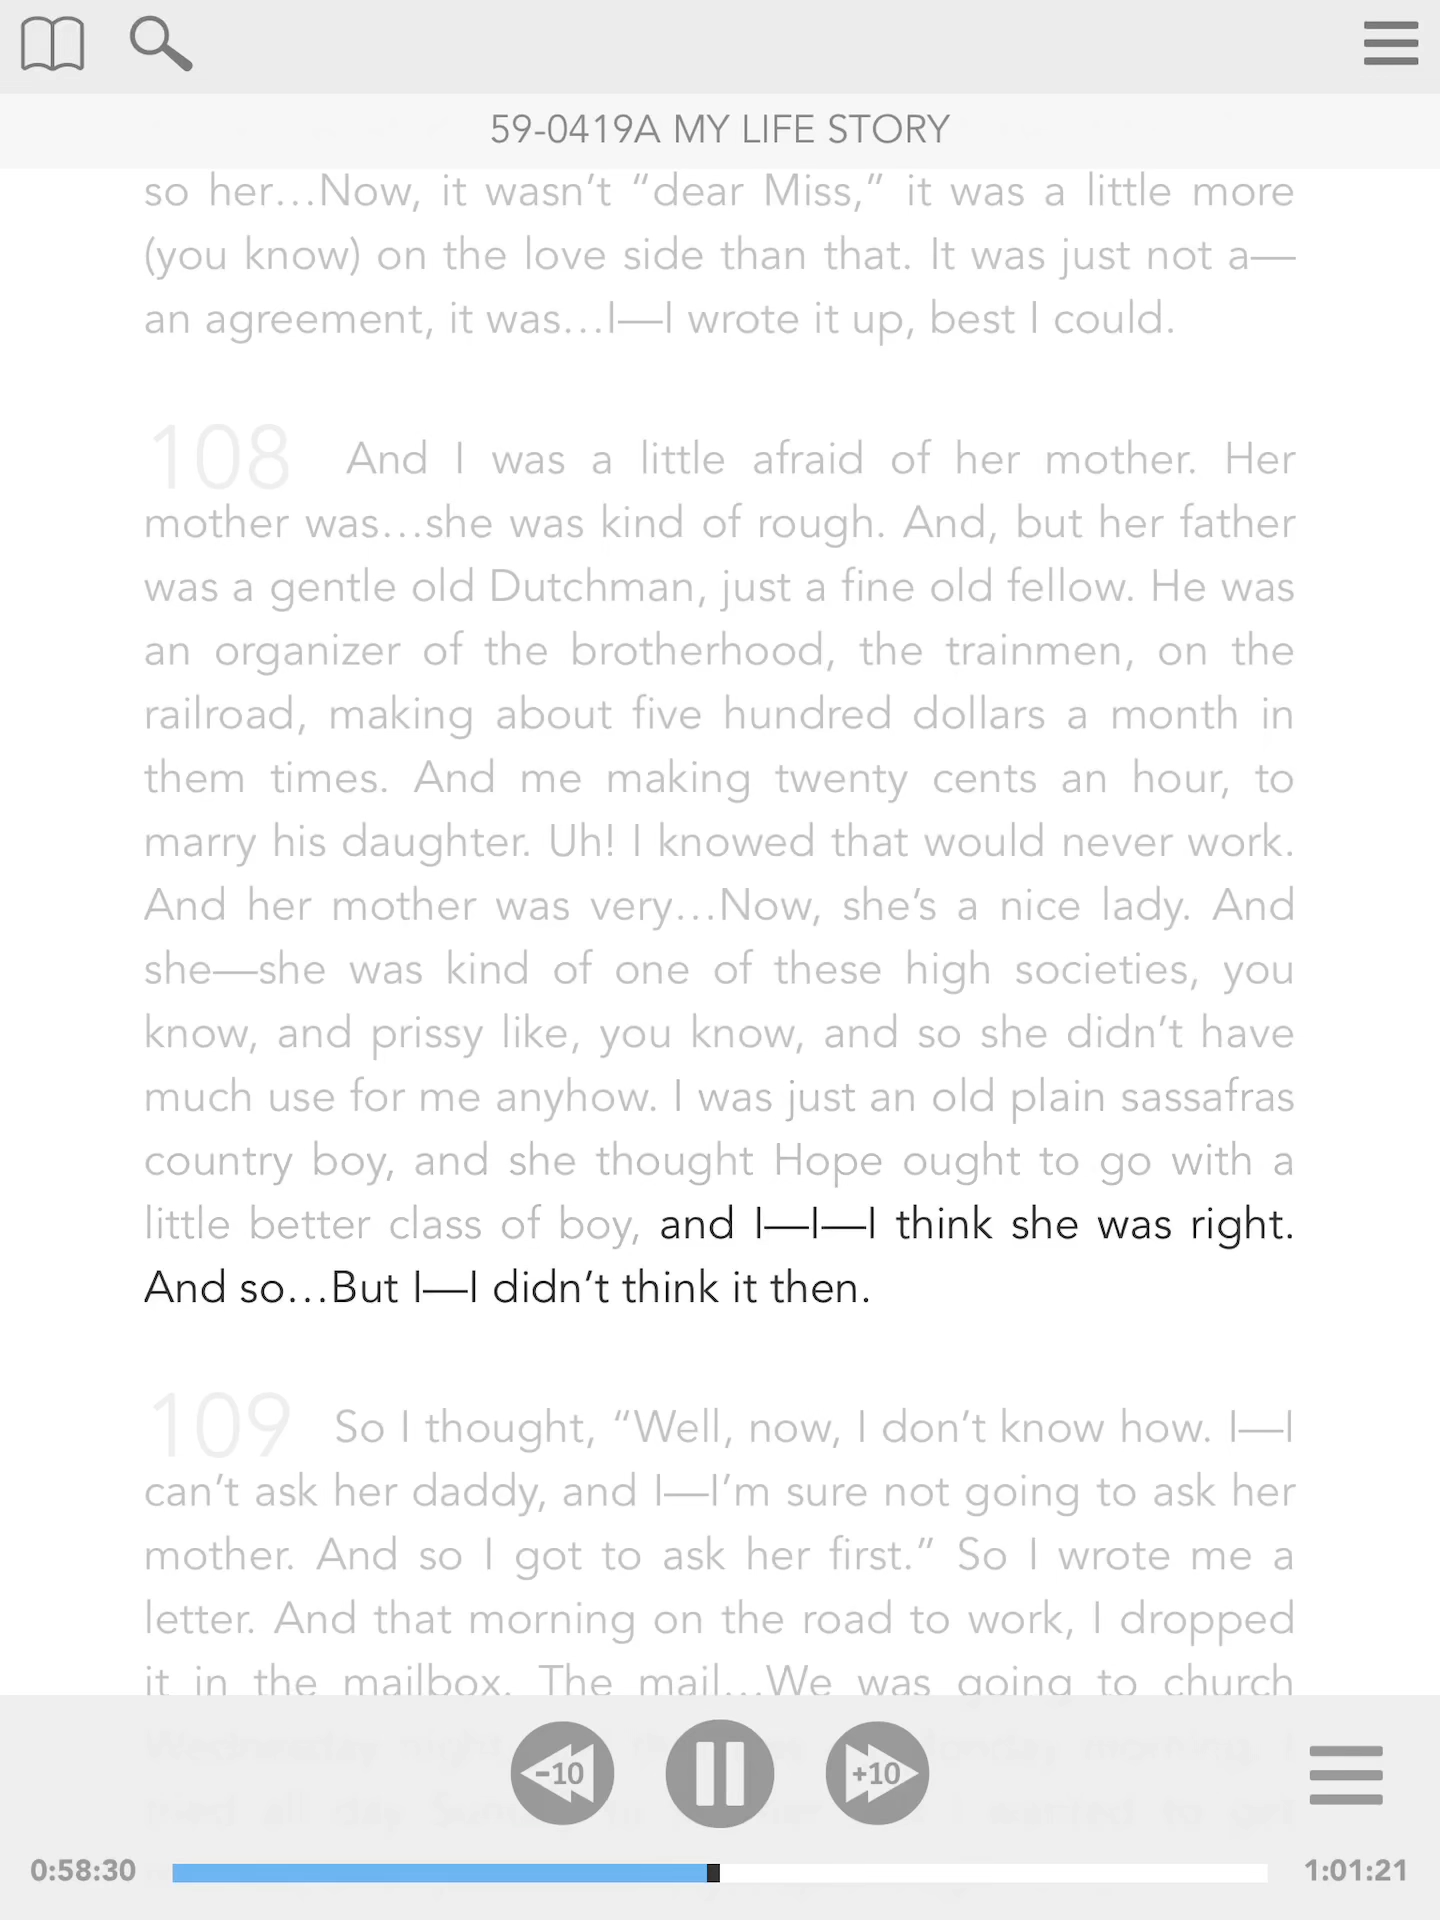 59-0419A MY LIFE STORY
so her…Now, it wasn’t “dear Miss,” it was a little more
(you know) on the love side than that. It was just not a—
an agreement, it was…I—I wrote it up, best I could.
108 And I was a little afraid of her mother. Her
mother was…she was kind of rough. And, but her father
was a gentle old Dutchman, just a fine old fellow. He was
an organizer of the brotherhood, the trainmen, on the
railroad, making about five hundred dollars a month in
them times. And me making twenty cents an hour, to
marry his daughter. Uh! I knowed that would never work.
And her mother was very…Now, she’s a nice lady. And
she—she was kind of one of these high societies, you
know, and prissy like, you know, and so she didn’t have
much use for me anyhow. I was just an old plain sassafras
country boy, and she thought Hope ought to go with a
little better class of boy, and I—I—I think she was right.
And so…But I—I didn’t think it then.
109 So I thought, “Well, now, I don’t know how. I—I
can’t ask her daddy, and I—I’m sure not going to ask her
mother. And so I got to ask her first.” So I wrote me a
letter. And that morning on the road to work, I dropped
it in the mailbox. The mail…We was going to church
Wednesday night, Monday morning. I
all day wanted to get
-10 +10
0:58:30 1:01:21